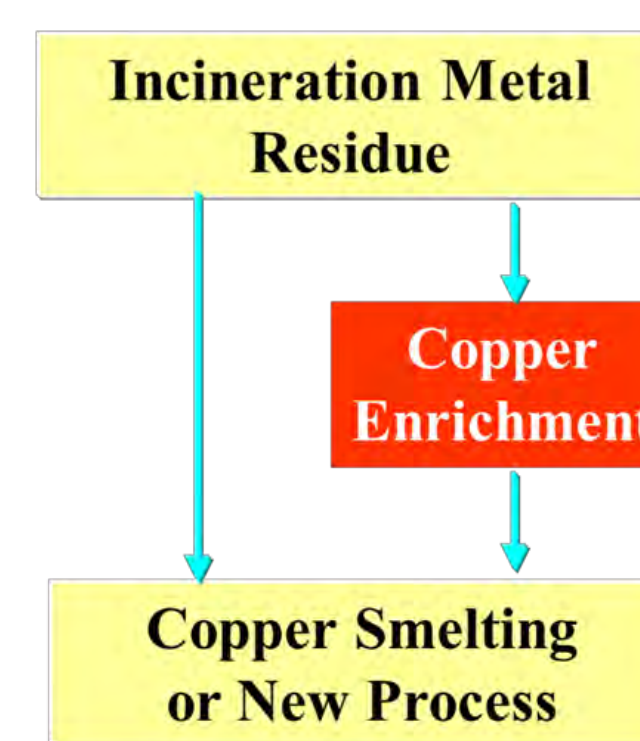 Incineration Metal
Residue
Copper
Enrichment
Copper Smelting
or New Process